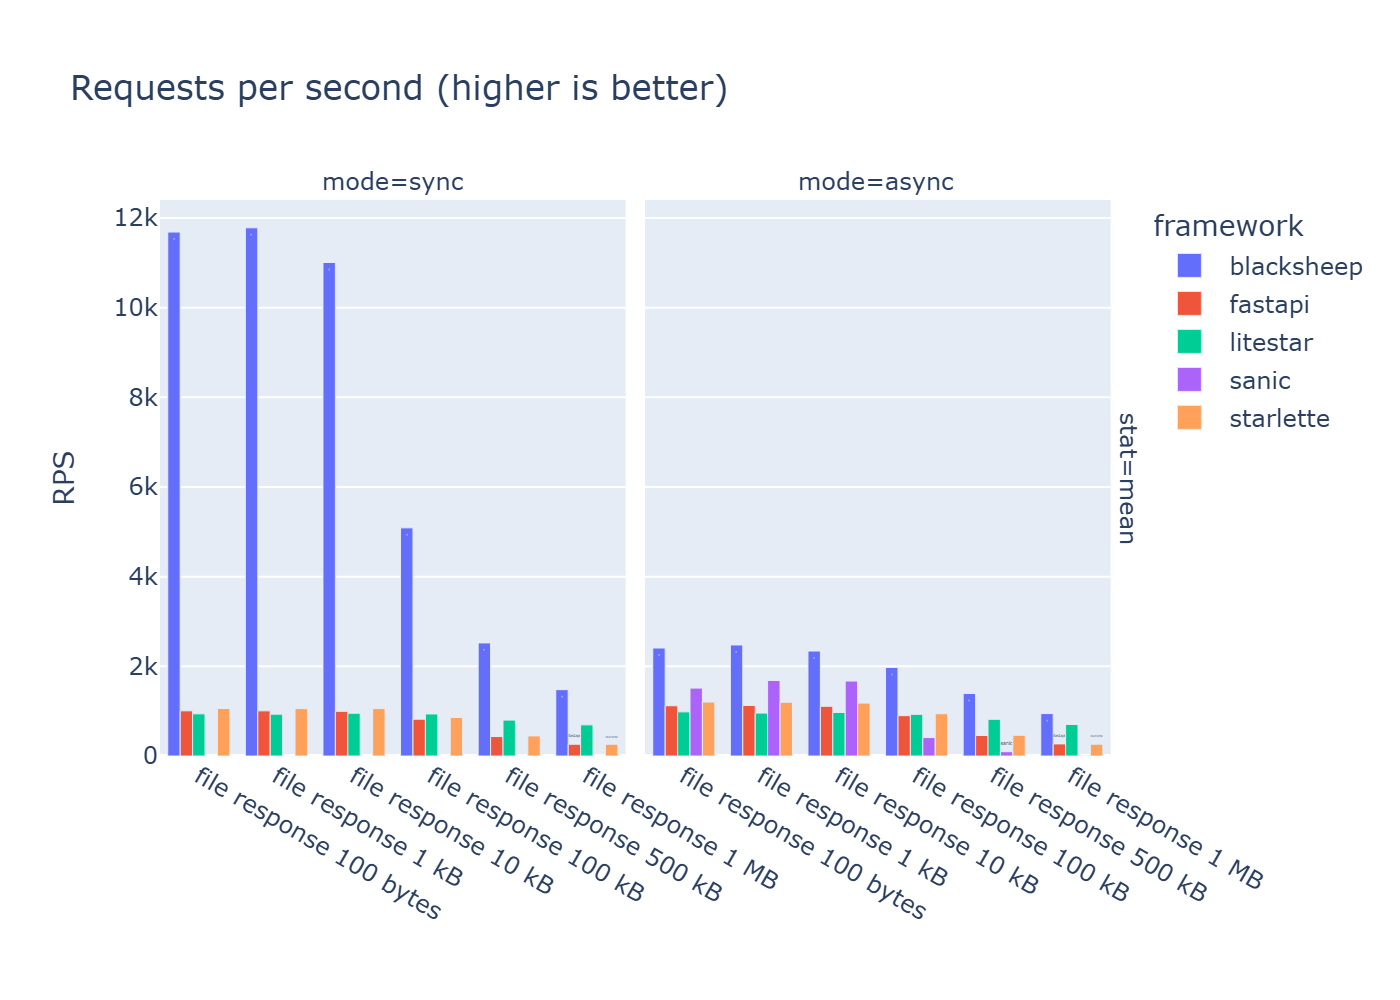 Requests per second (higher is better)
mode=sync
mode=async
12k
10k
8k
6k
4k
2k
0
RPS
stat=mean
framework
blacksheep
fastapi
litestar
sanic
starlette
file response 100 bytes
file response 1 kB
file response 10 kB
file response 100 kB
file response 500 kB
file response 1 MB
file response 100 bytes
file response 1 kB
file response 10 kB
file response 100 kB
file response 500 kB
file response 1 MB
sanic